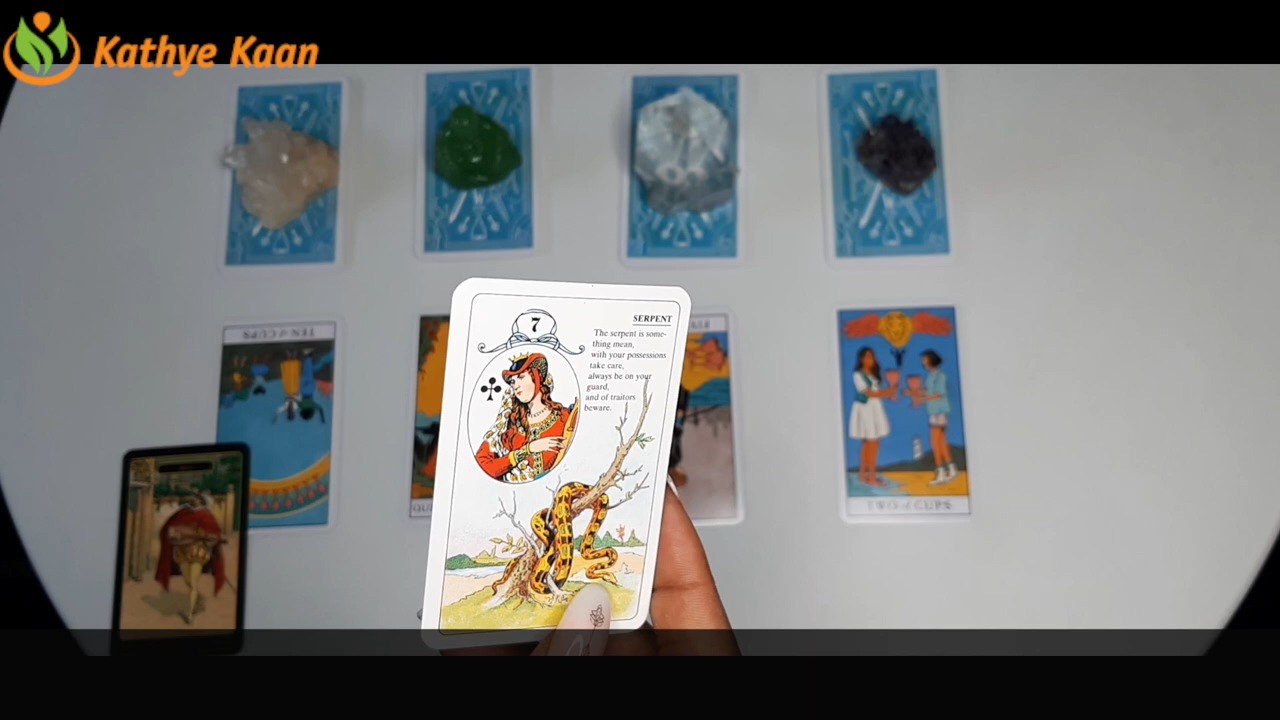 Kathye Kaan
7
SERPENT
The serpent is some-
thing mean,
with your possessions
take care,
always be on your
guard,
and of traitors
beware.
TEN of CUPS
TWO of CUPS